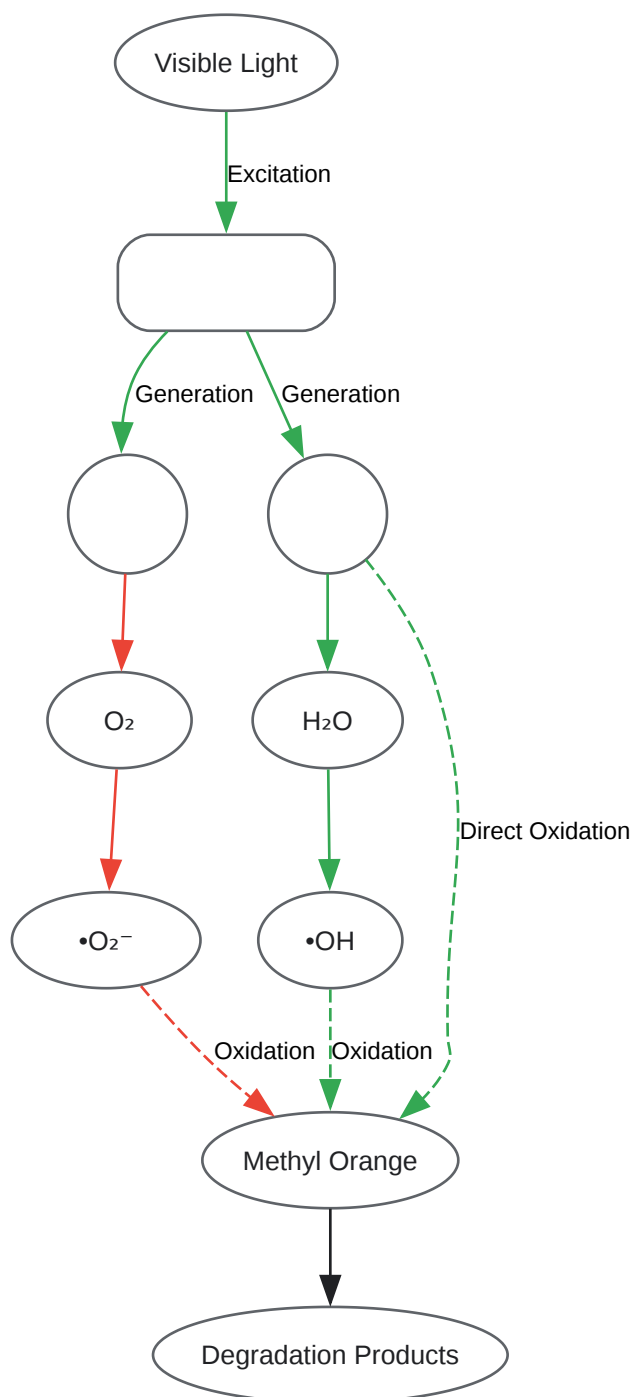 Visible Light
Excitation
Generation
Generation
O₂
H₂O
Direct Oxidation
•O₂⁻
•OH
Oxidation
Oxidation
Methyl Orange
Degradation Products